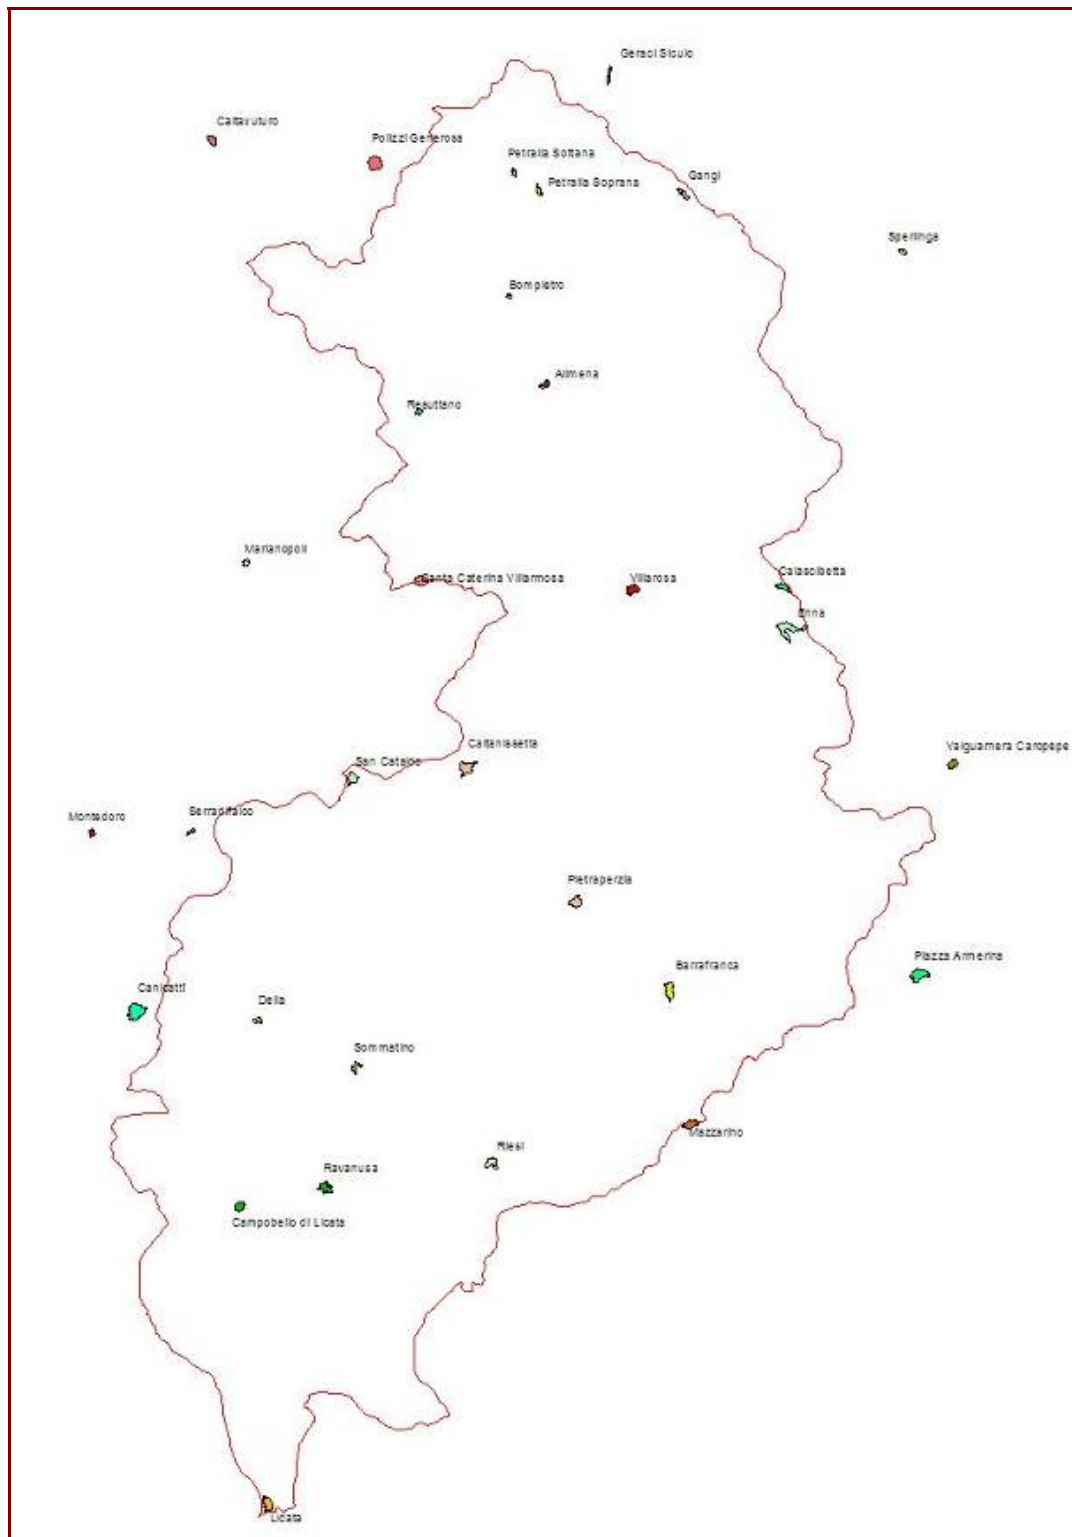 Geraci Siculo
Caltavuturo
Polizzi Generosa
Petralia Sottana
Petralia Soprana
Gangi
Sperlinga
Bompietro
Alimena
Resuttano
Marianopoli
Santa Caterina Villarmosa
Villarosa
Calascibetta
Enna
Caltanissetta
San Cataldo
Valguarnera Caropepe
Montedoro
Serradifalco
Pietraperzia
Barrafranca
Piazza Armerina
Canicattì
Delia
Sommatino
Mazzarino
Riesi
Ravanusa
Campobello di Licata
Licata